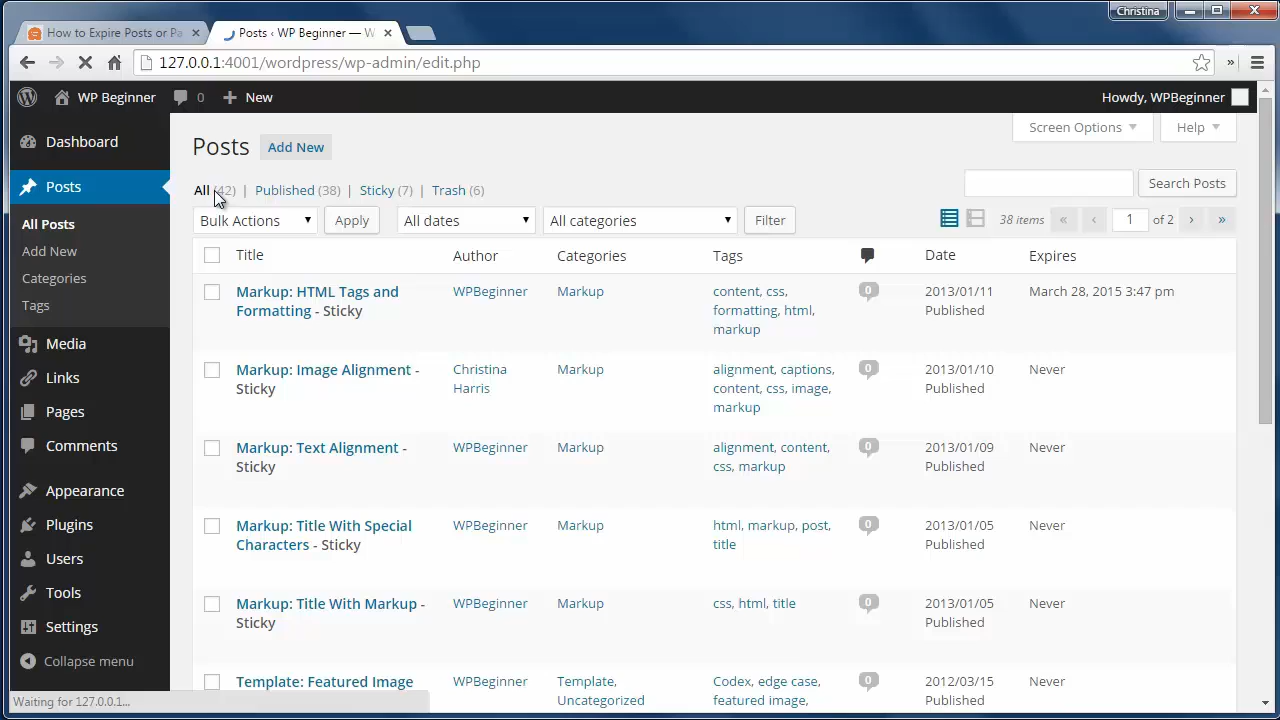 Christina
How to Expire Posts or Pa
Posts ‹ WP Beginner — W
127.0.0.1:4001/wordpress/wp-admin/edit.php
WP Beginner 0 New Howdy, WPBeginner
Dashboard
Posts
All Posts
Add New
Categories
Tags
Media
Links
Pages
Comments
Appearance
Plugins
Users
Tools
Settings
Collapse menu
Screen Options Help
Posts Add New
All (42) | Published (38) | Sticky (7) | Trash (6)
Search Posts
Bulk Actions Apply All dates All categories Filter 38 items « ‹ 1 of 2 › »
Title Author Categories Tags Date Expires
Markup: HTML Tags and WPBeginner Markup content, css, 0 2013/01/11 March 28, 2015 3:47 pm
Formatting - Sticky formatting, html, Published
markup
Markup: Image Alignment - Christina Markup alignment, captions, 0 2013/01/10 Never
Sticky Harris content, css, image, Published
markup
Markup: Text Alignment - WPBeginner Markup alignment, content, 0 2013/01/09 Never
Sticky css, markup Published
Markup: Title With Special WPBeginner Markup html, markup, post, 0 2013/01/05 Never
Characters - Sticky title Published
Markup: Title With Markup - WPBeginner Markup css, html, title 0 2013/01/05 Never
Sticky Published
Template: Featured Image WPBeginner Template, Codex, edge case, 0 2012/03/15 Never
Uncategorized featured image, Published
Waiting for 127.0.0.1...